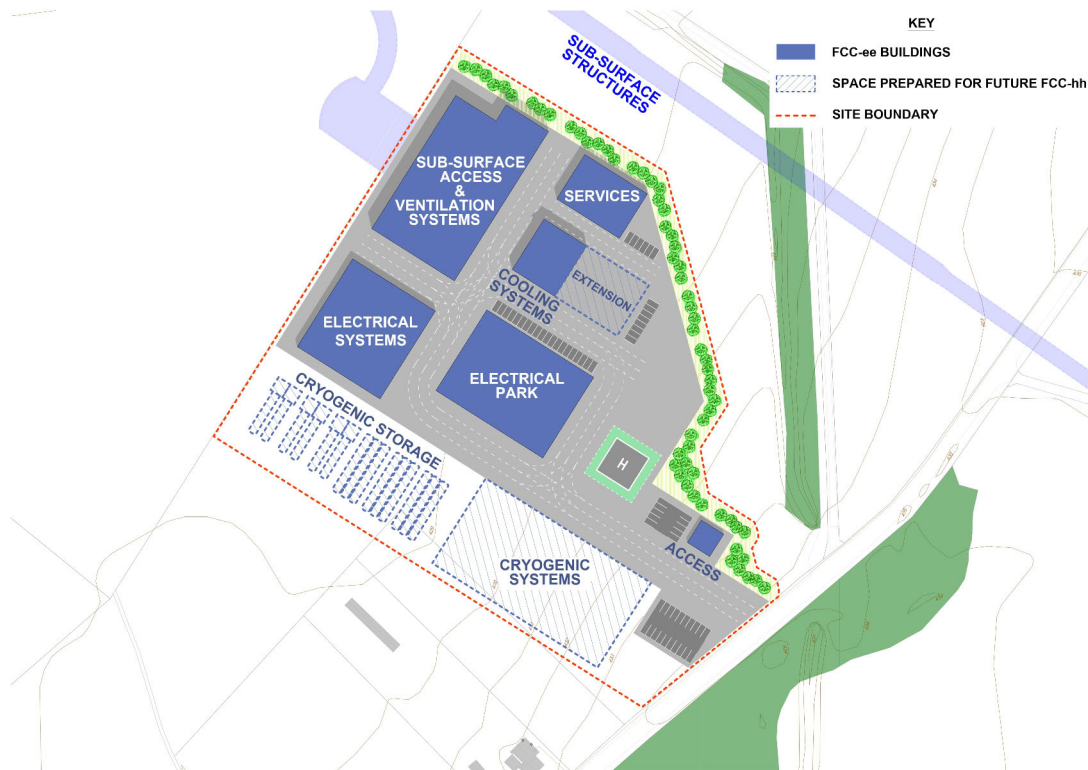 KEY
FCC-ee BUILDINGS
SPACE PREPARED FOR FUTURE FCC-hh
SITE BOUNDARY
SUB-SURFACE
STRUCTURES
SUB-SURFACE
ACCESS
&
VENTILATION
SYSTEMS
SERVICES
COOLING
SYSTEMS
EXTENSION
ELECTRICAL
SYSTEMS
ELECTRICAL
PARK
CRYOGENIC STORAGE
H
ACCESS
CRYOGENIC
SYSTEMS